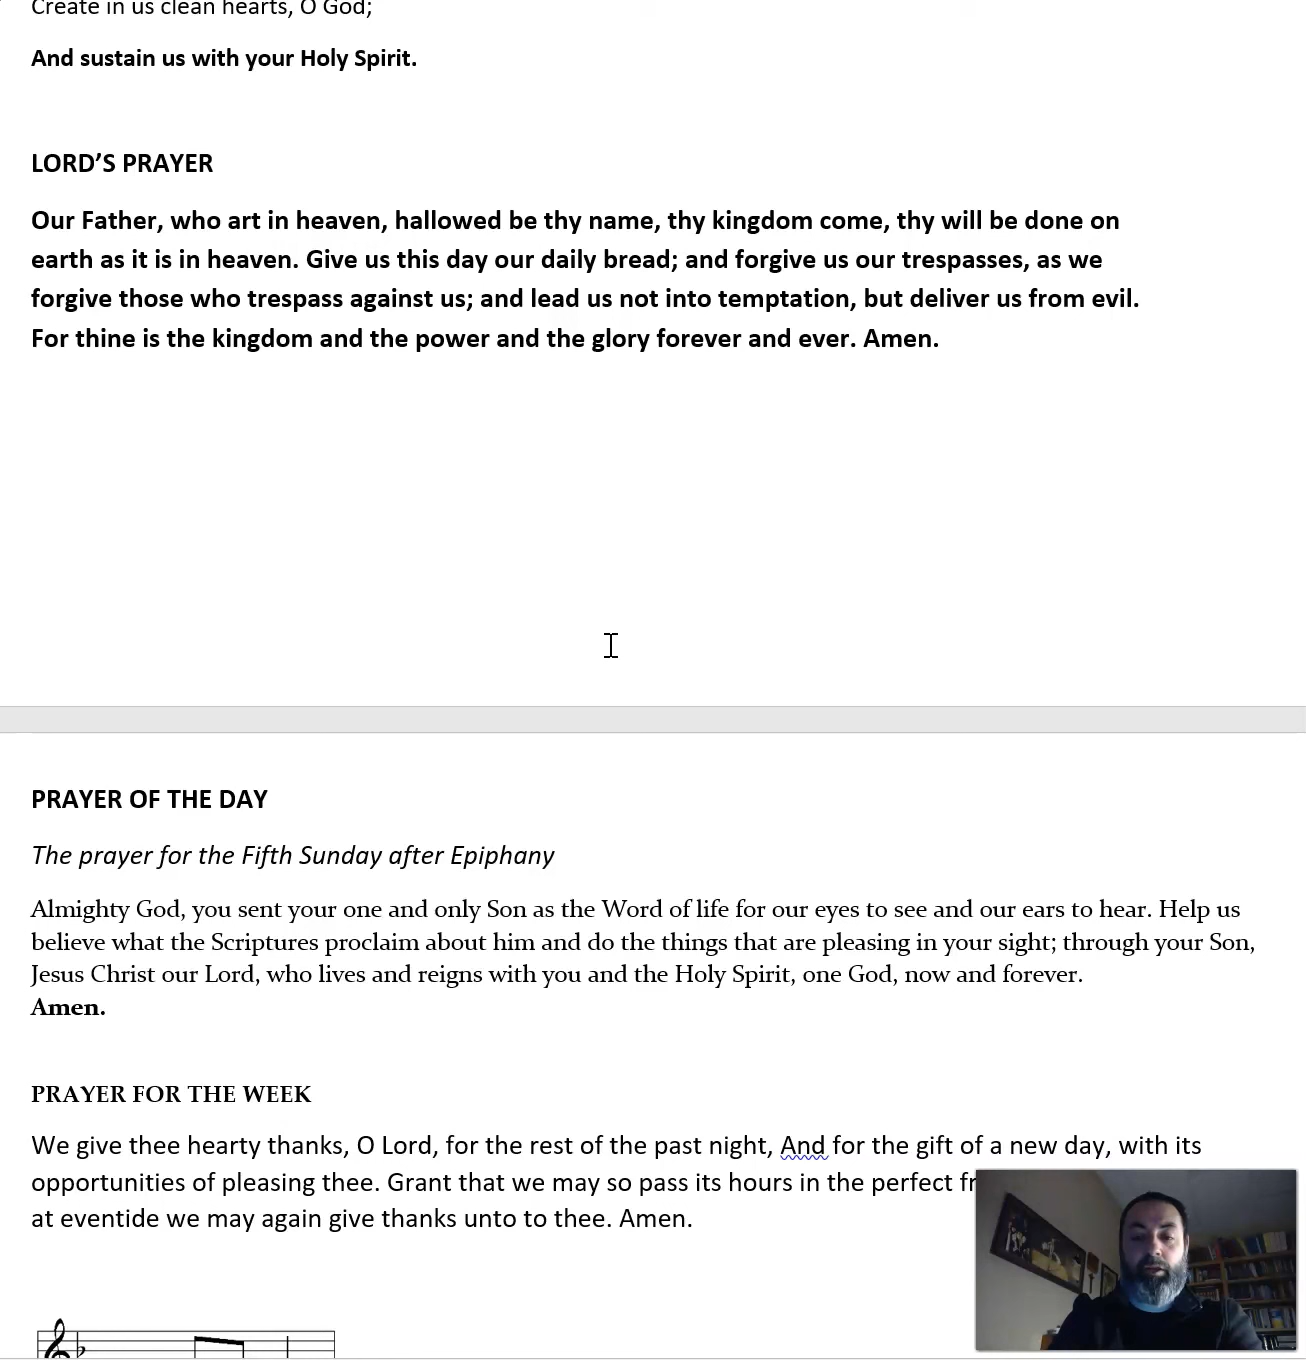 Create in us clean hearts, O God;
And sustain us with your Holy Spirit.
LORD’S PRAYER
Our Father, who art in heaven, hallowed be thy name, thy kingdom come, thy will be done on
earth as it is in heaven. Give us this day our daily bread; and forgive us our trespasses, as we
forgive those who trespass against us; and lead us not into temptation, but deliver us from evil.
For thine is the kingdom and the power and the glory forever and ever. Amen.
PRAYER OF THE DAY
The prayer for the Fifth Sunday after Epiphany
Almighty God, you sent your one and only Son as the Word of life for our eyes to see and our ears to hear. Help us
believe what the Scriptures proclaim about him and do the things that are pleasing in your sight; through your Son,
Jesus Christ our Lord, who lives and reigns with you and the Holy Spirit, one God, now and forever.
Amen.
PRAYER FOR THE WEEK
We give thee hearty thanks, O Lord, for the rest of the past night, And for the gift of a new day, with its
opportunities of pleasing thee. Grant that we may so pass its hours in the perfect
at eventide we may again give thanks unto to thee. Amen.